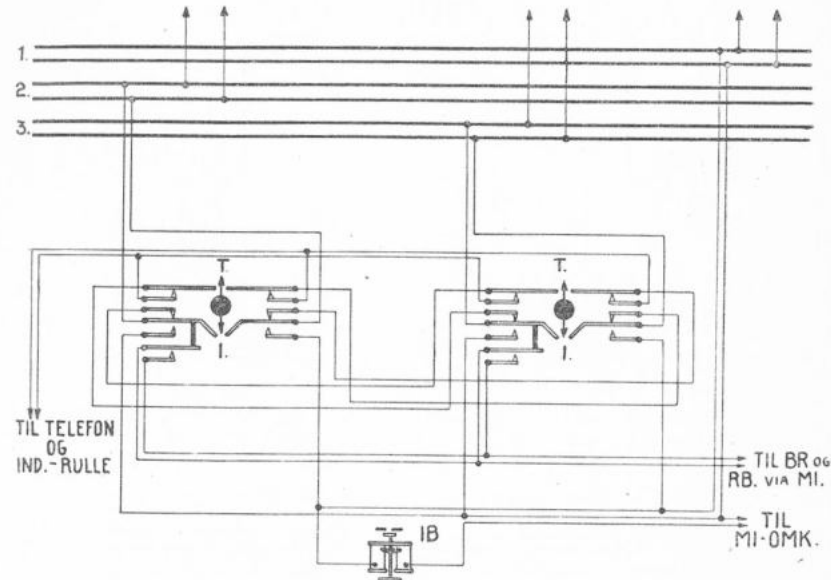 1.
2.
3.
T.
T.
I.
I.
TIL TELEFON
OG
IND.-RULLE
TIL BR OG
RB. VIA MI.
IB
TIL
MI-OMK.